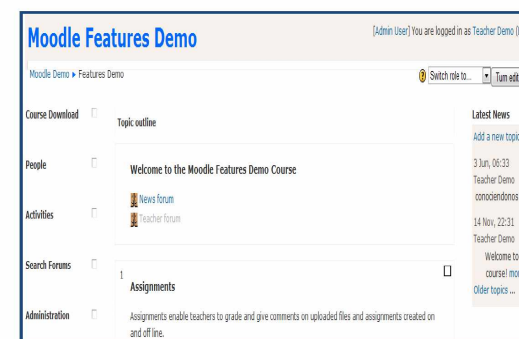 Moodle Features Demo
[Admin User] You are logged in as Teacher Demo (
Moodle Demo ► Features Demo
Switch role to...
Turn edit
Course Download
People
Activities
Search Forums
Administration
Topic outline
Welcome to the Moodle Features Demo Course
News forum
Teacher forum
1
Assignments
Assignments enable teachers to grade and give comments on uploaded files and assignments created on
and off line.
Latest News
Add a new topic
3 Jun, 06:33
Teacher Demo
conociendonos
14 Nov, 22:31
Teacher Demo
Welcome to
course! mor
Older topics ...